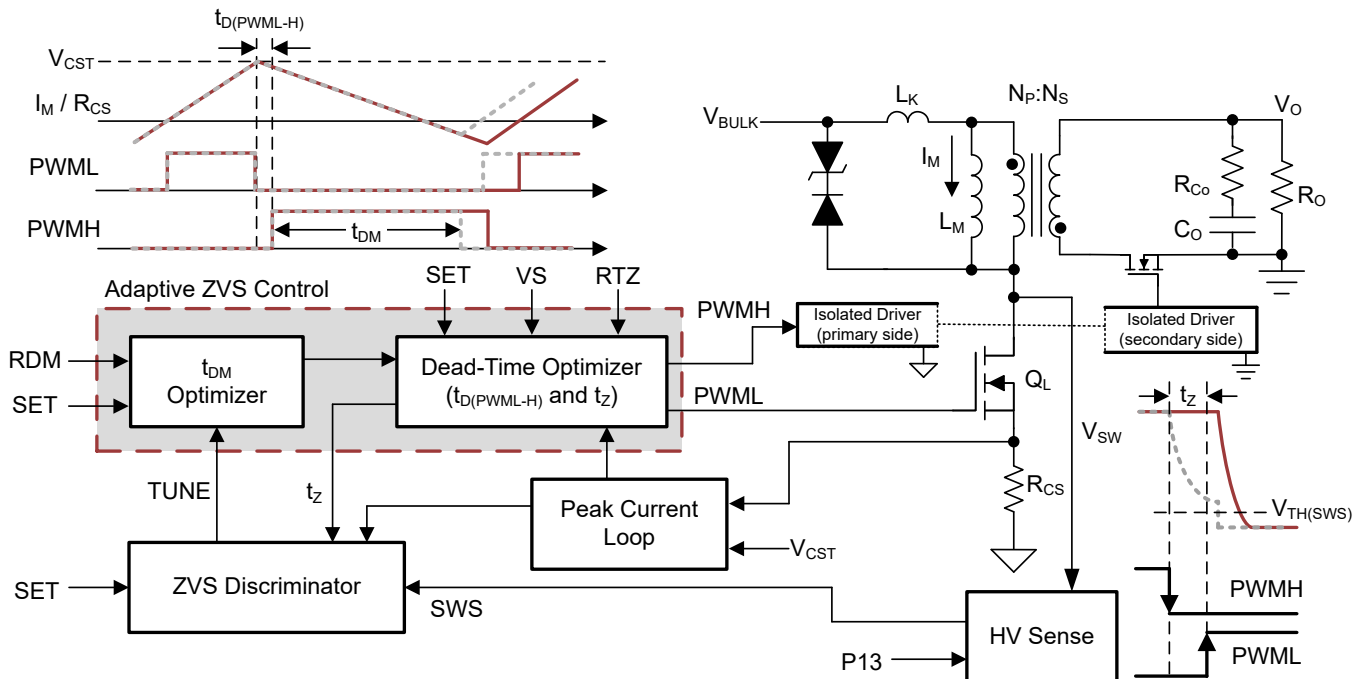 tD(PWML-H)
VCST
IM / RCS
PWML
PWMH
tDM
VBULK
LK
NP:NS
VO
IM
LM
RCo
CO
RO
SET
VS
RTZ
Adaptive ZVS Control
PWMH
Isolated Driver
(primary side)
Isolated Driver
(secondary side)
RDM
SET
tDM
Optimizer
Dead-Time Optimizer
(tD(PWML-H) and tZ)
PWML
QL
VSW
tZ
TUNE
tZ
Peak Current
Loop
RCS
VTH(SWS)
VCST
SET
ZVS Discriminator
SWS
HV Sense
P13
PWMH
PWML